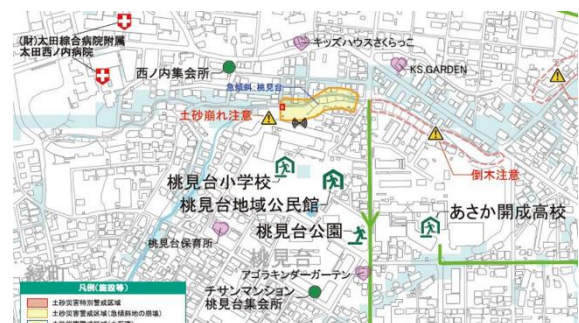 (財)太田綜合病院附属
太田西ノ内病院
キッズハウスさくらっこ
西ノ内集会所
KS.GARDEN
急傾斜:桃見台
土砂崩れ注意
倒木注意
桃見台小学校
桃見台地域公民館
あさか開成高校
桃見台公園
桃見台保育所
桃見台
アゴラキンダーガーテン
チサンマンション
桃見台集会所
凡例(施設等)
土砂災害特別警戒区域
土砂災害警戒区域(急傾斜地の崩壊)